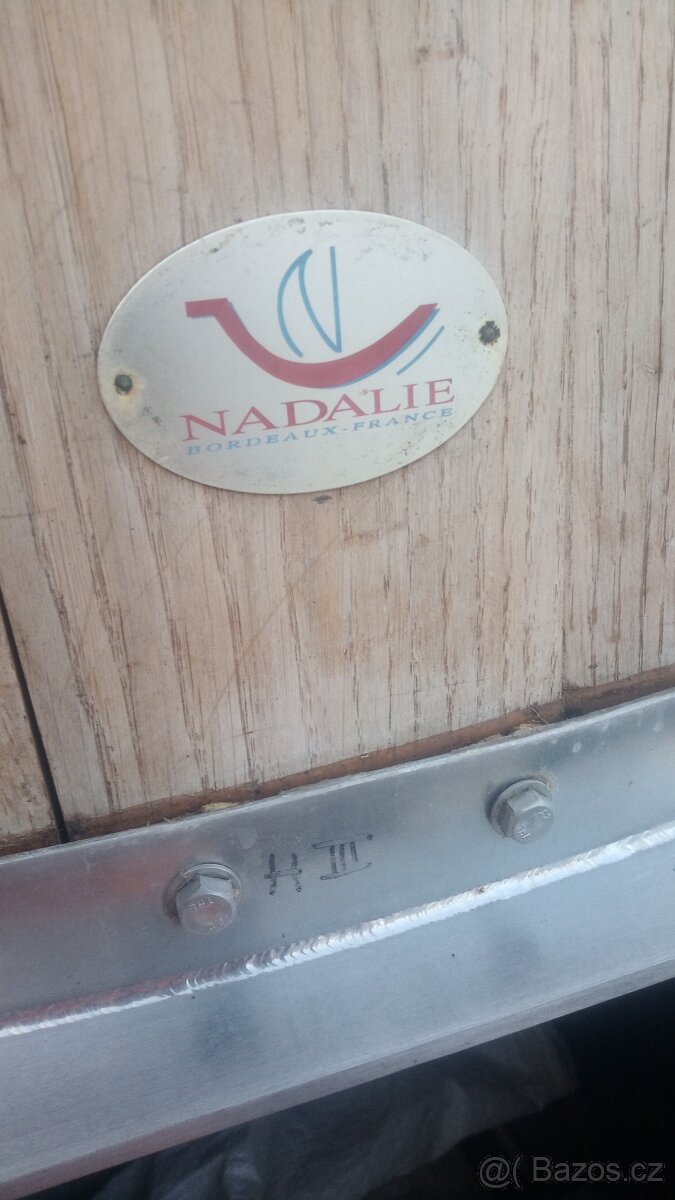 NADALIE
BORDEAUX-FRANCE
H III
@( Bazos.cz